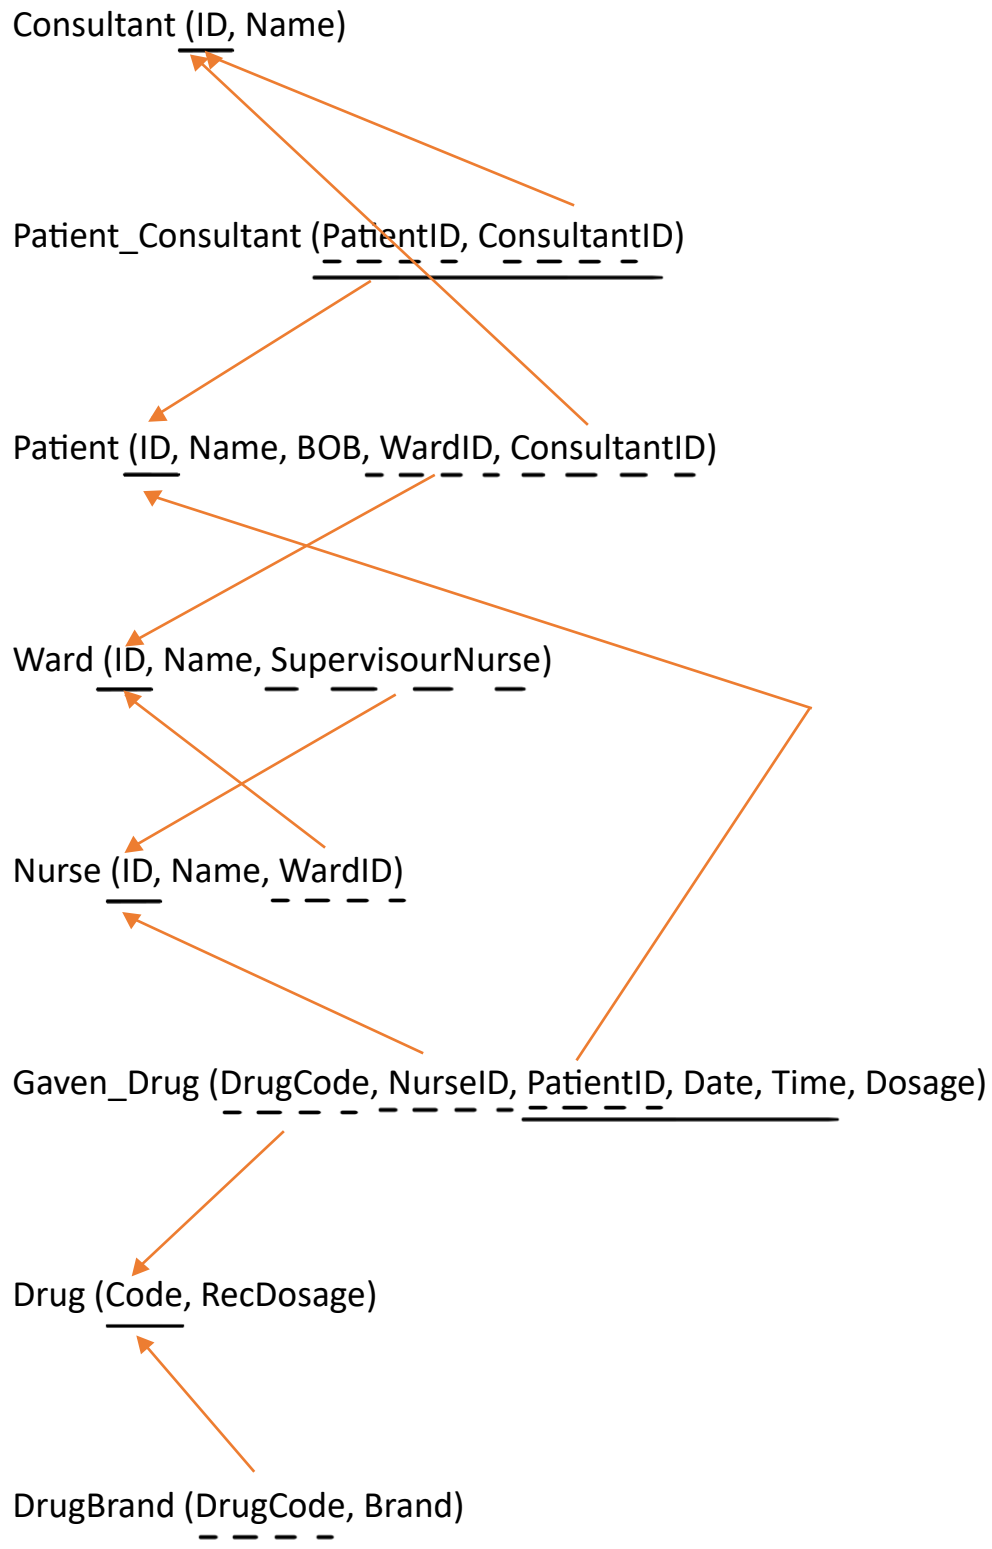 Consultant (ID, Name)
Patient_Consultant (PatientID, ConsultantID)
Patient (ID, Name, BOB, WardID, ConsultantID)
Ward (ID, Name, SupervisourNurse)
Nurse (ID, Name, WardID)
Gaven_Drug (DrugCode, NurseID, PatientID, Date, Time, Dosage)
Drug (Code, RecDosage)
DrugBrand (DrugCode, Brand)